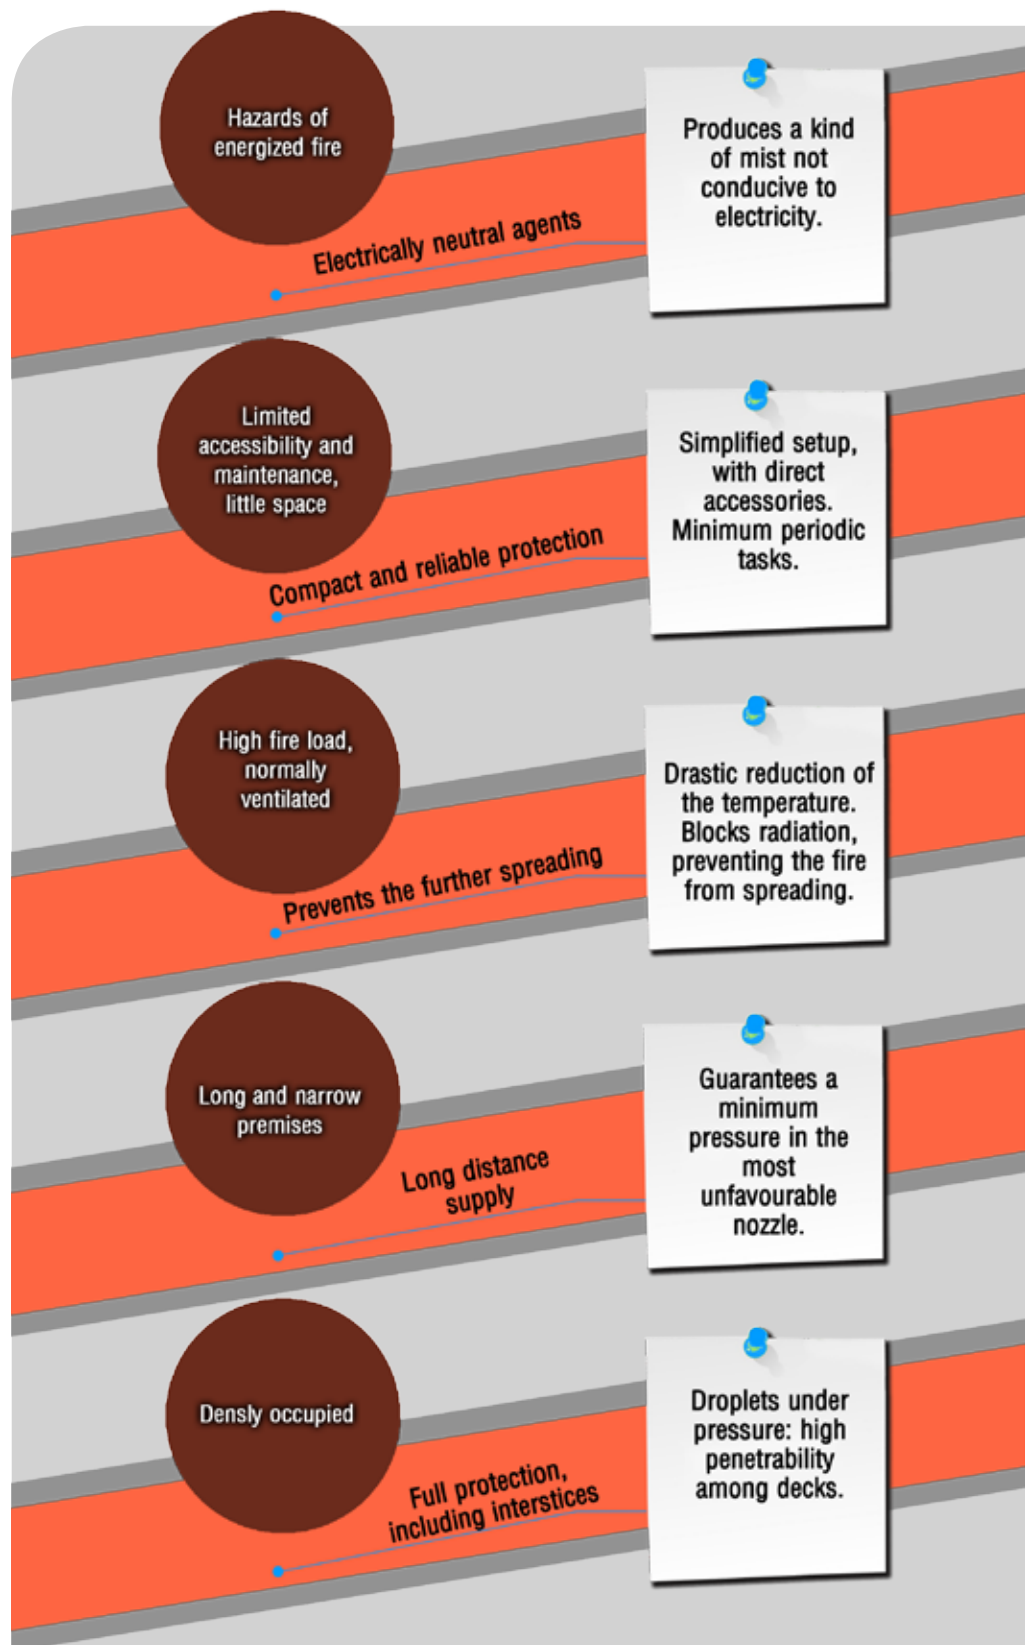 Hazards of
energized fire
Electrically neutral agents
Produces a kind
of mist not
conducive to
electricity.
Limited
accessibility and
maintenance,
little space
Compact and reliable protection
Simplified setup,
with direct
accessories.
Minimum periodic
tasks.
High fire load,
normally
ventilated
Prevents the further spreading
Drastic reduction of
the temperature.
Blocks radiation,
preventing the fire
from spreading.
Long and narrow
premises
Long distance
supply
Guarantees a
minimum
pressure in the
most
unfavourable
nozzle.
Densly occupied
Full protection,
including interstices
Droplets under
pressure: high
penetrability
among decks.